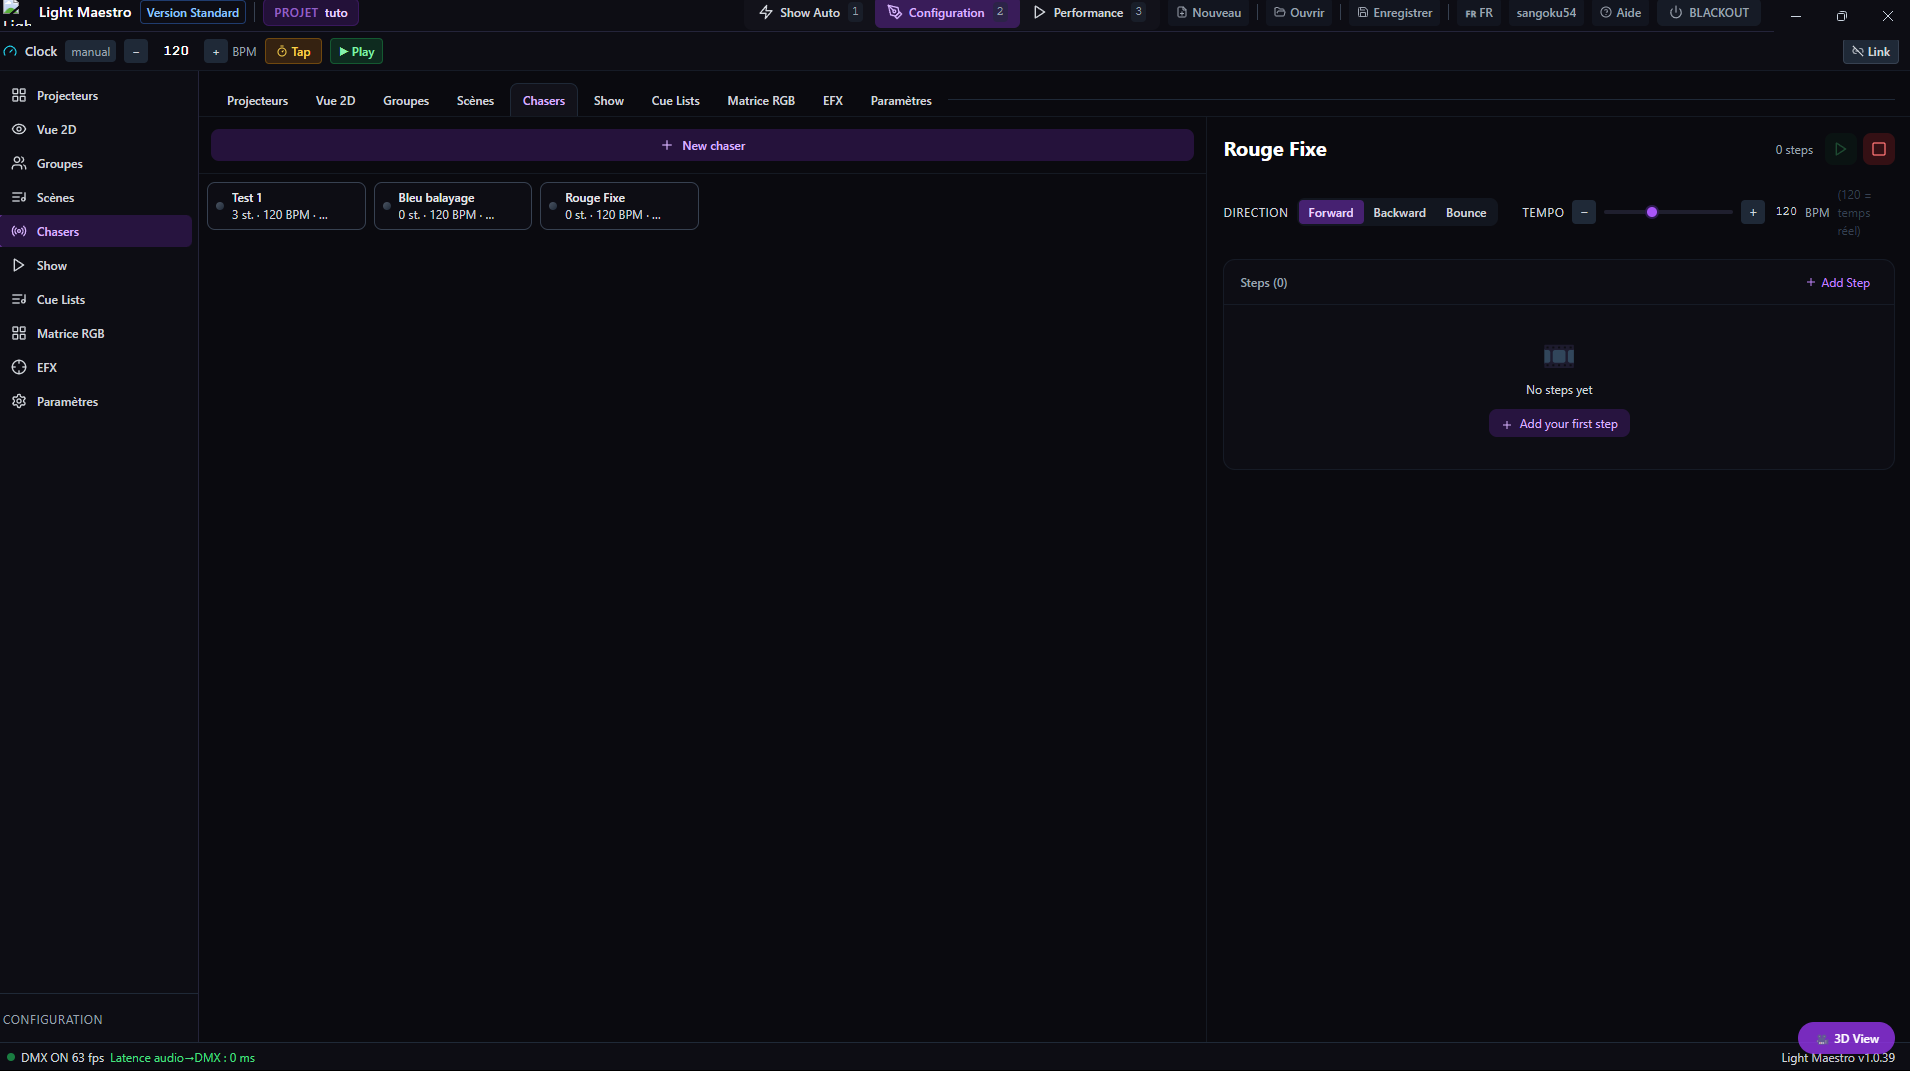 Light Maestro Version Standard PROJET tuto Show Auto 1 Configuration 2 Performance 3 Nouveau Ouvrir Enregistrer FR FR sangoku54 Aide BLACKOUT
Clock manual − 120 + BPM Tap Play Link
Projecteurs
Vue 2D
Groupes
Scènes
Chasers
Show
Cue Lists
Matrice RGB
EFX
Paramètres
CONFIGURATION
Projecteurs Vue 2D Groupes Scènes Chasers Show Cue Lists Matrice RGB EFX Paramètres
+ New chaser
Test 1
3 st. · 120 BPM · ...
Bleu balayage
0 st. · 120 BPM · ...
Rouge Fixe
0 st. · 120 BPM · ...
Rouge Fixe 0 steps
DIRECTION Forward Backward Bounce TEMPO − + 120 BPM
(120 =
temps
réel)
Steps (0) + Add Step
No steps yet
+ Add your first step
3D View
DMX ON 63 fps Latence audio→DMX : 0 ms
Light Maestro v1.0.39